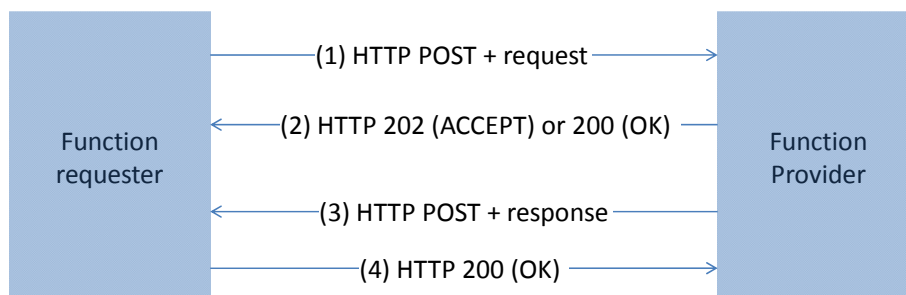 (1) HTTP POST + request
(2) HTTP 202 (ACCEPT) or 200 (OK)
Function
requester
Function
Provider
(3) HTTP POST + response
(4) HTTP 200 (OK)